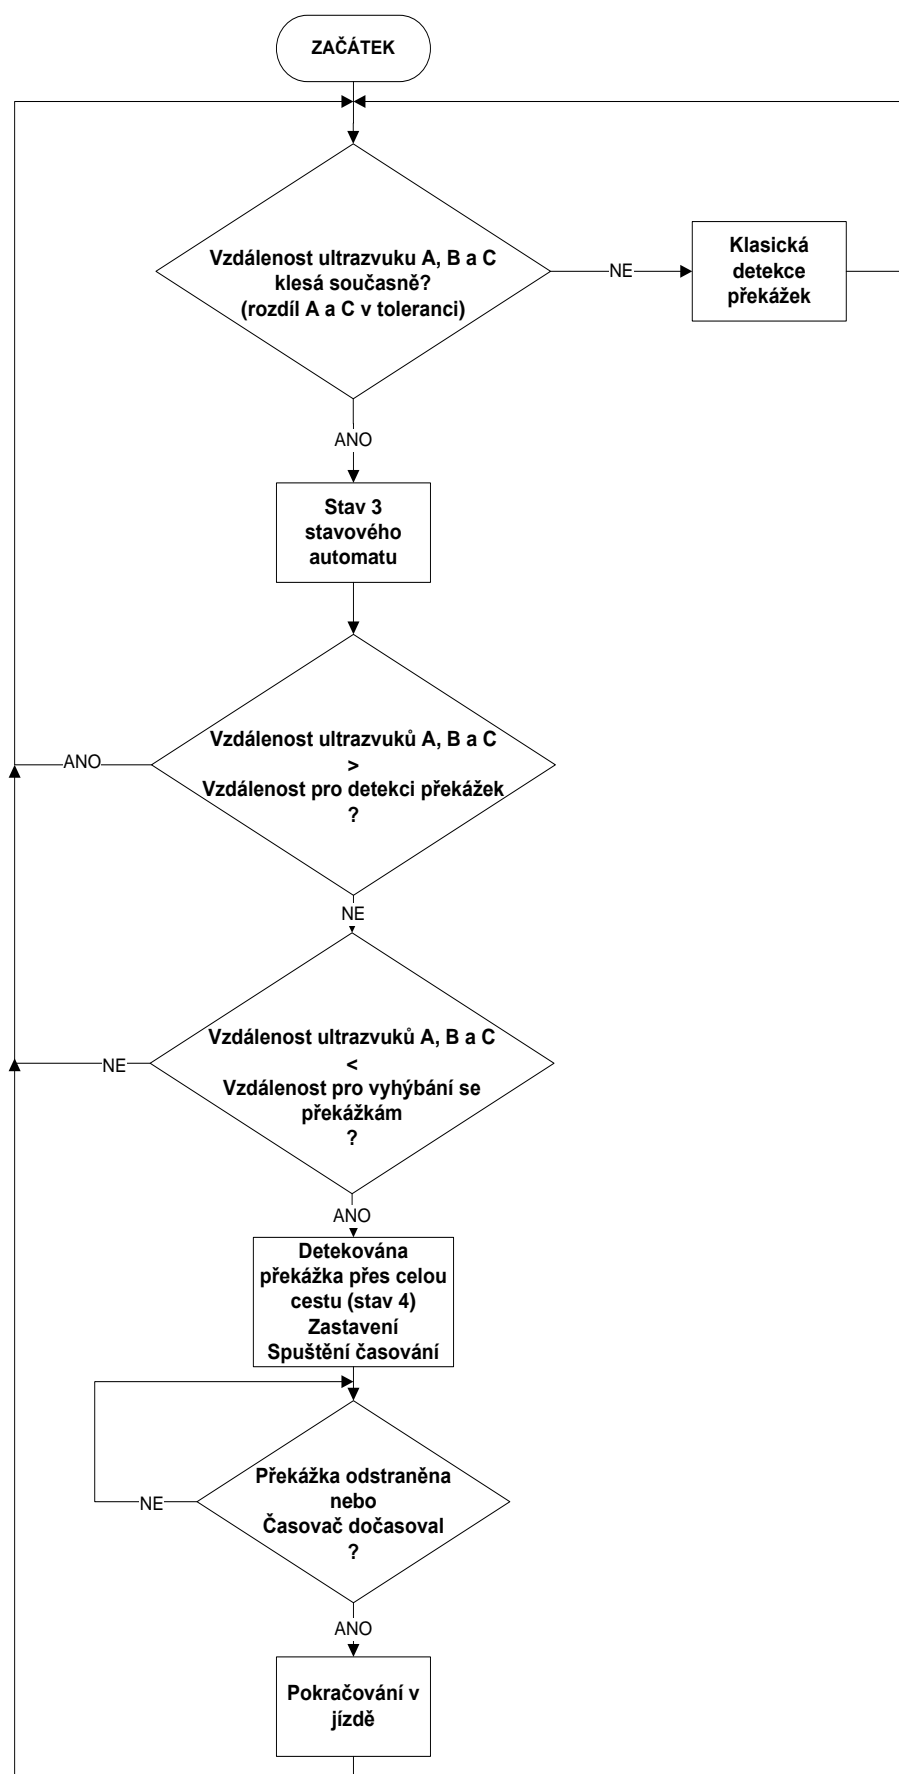 ZAČÁTEK
Vzdálenost ultrazvuku A, B a C
klesá současně?
(rozdíl A a C v toleranci)
NE
Klasická
detekce
překážek
ANO
Stav 3
stavového
automatu
Vzdálenost ultrazvuků A, B a C
>
Vzdálenost pro detekci překážek
?
ANO
NE
Vzdálenost ultrazvuků A, B a C
<
Vzdálenost pro vyhýbání se
překážkám
?
NE
ANO
Detekována
překážka přes celou
cestu (stav 4)
Zastavení
Spuštění časování
Překážka odstraněna
nebo
Časovač dočasoval
?
NE
ANO
Pokračování v
jízdě